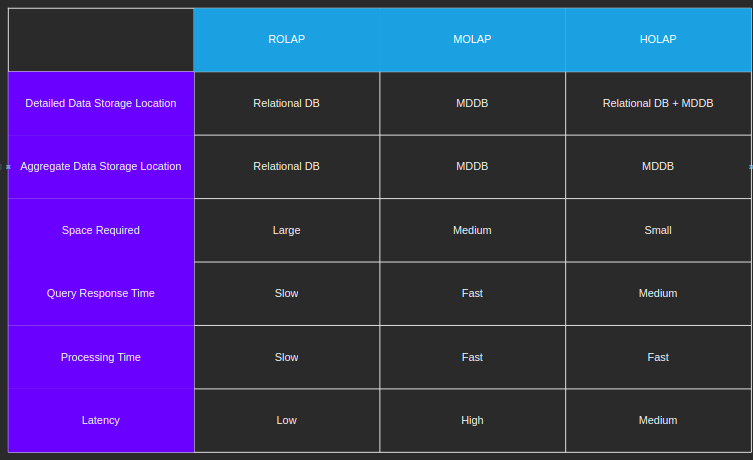 ROLAP MOLAP HOLAP
Detailed Data Storage Location Relational DB MDDB Relational DB + MDDB
Aggregate Data Storage Location Relational DB MDDB MDDB
Space Required Large Medium Small
Query Response Time Slow Fast Medium
Processing Time Slow Fast Fast
Latency Low High Medium